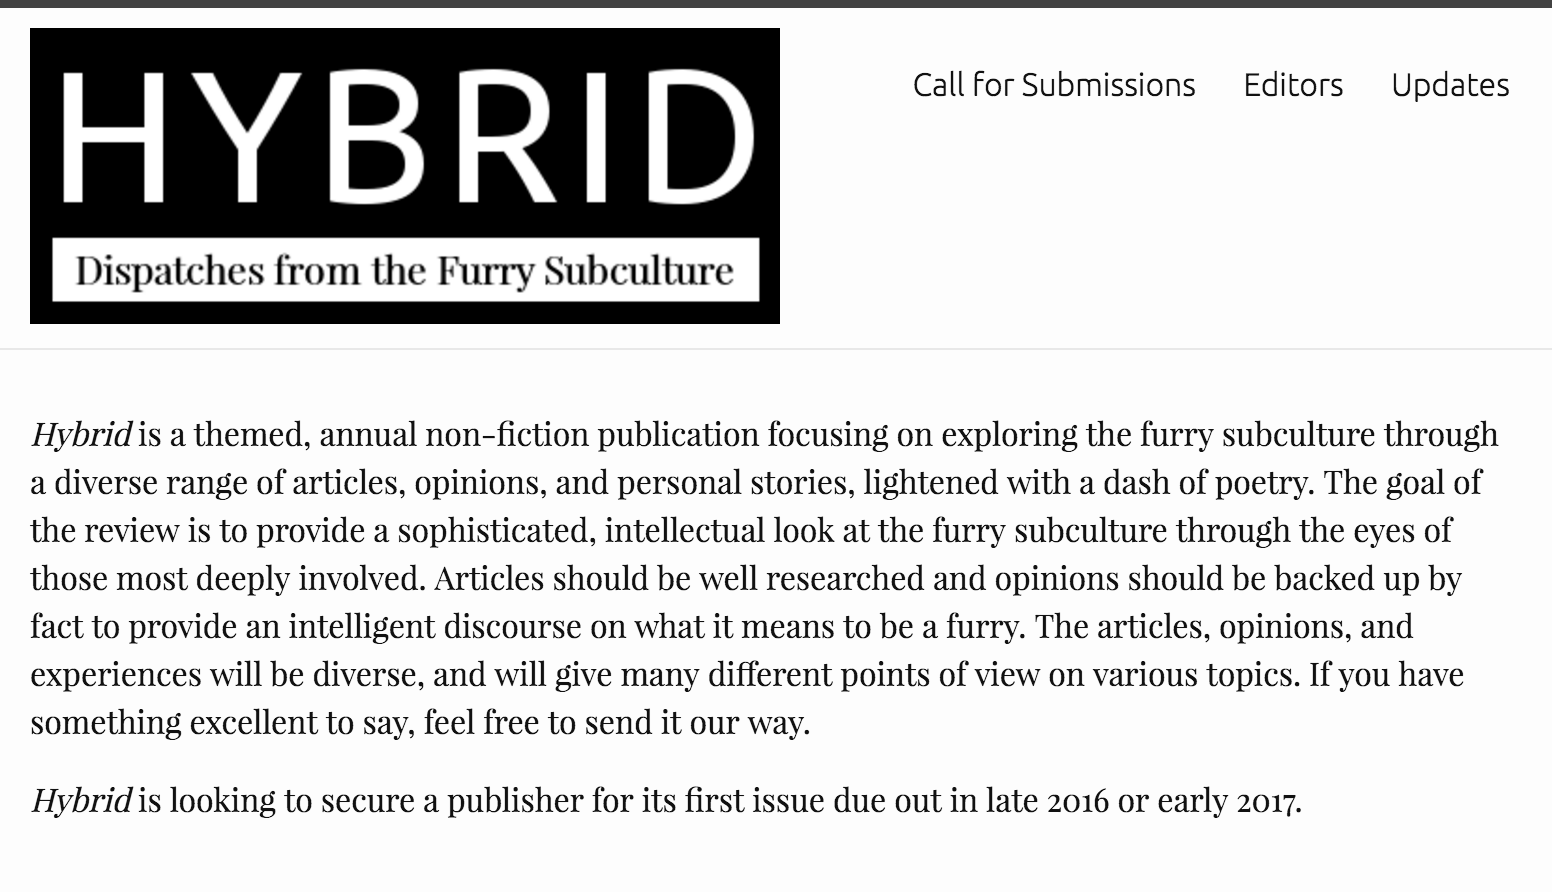 HYBRID
Dispatches from the Furry Subculture
Call for Submissions Editors Updates
Hybrid is a themed, annual non-fiction publication focusing on exploring the furry subculture through
a diverse range of articles, opinions, and personal stories, lightened with a dash of poetry. The goal of
the review is to provide a sophisticated, intellectual look at the furry subculture through the eyes of
those most deeply involved. Articles should be well researched and opinions should be backed up by
fact to provide an intelligent discourse on what it means to be a furry. The articles, opinions, and
experiences will be diverse, and will give many different points of view on various topics. If you have
something excellent to say, feel free to send it our way.
Hybrid is looking to secure a publisher for its first issue due out in late 2016 or early 2017.